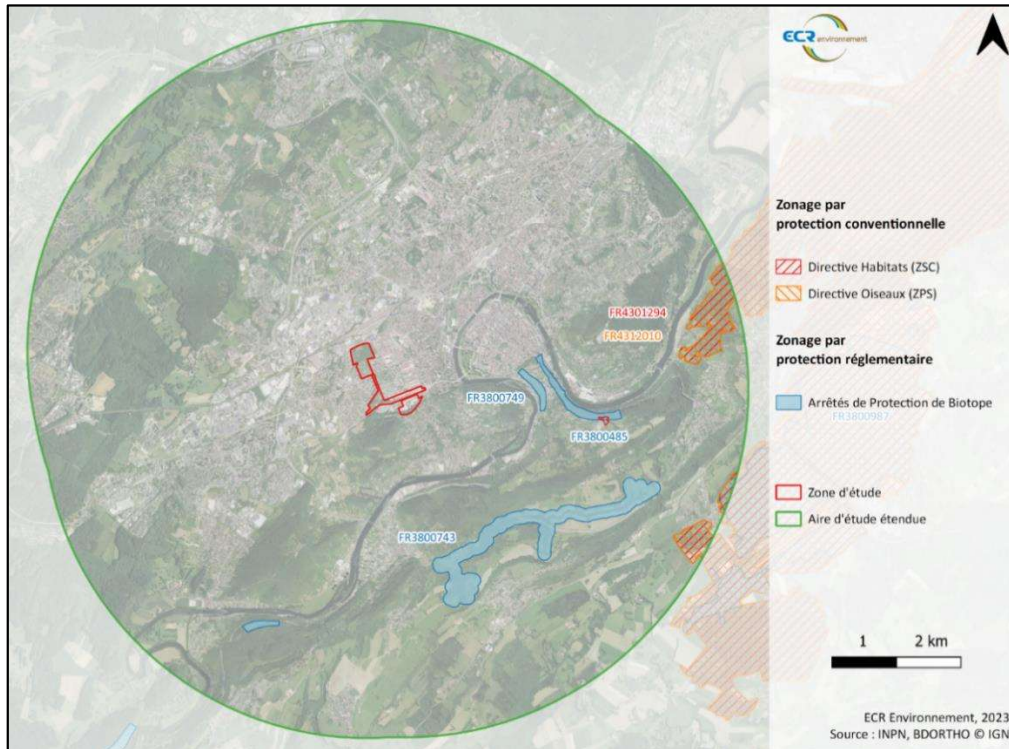 ECR environnement
FR4301294
FR4312010
FR3800749
FR3800485
FR3800743
Zonage par
protection conventionnelle
Directive Habitats (ZSC)
Directive Oiseaux (ZPS)
Zonage par
protection réglementaire
Arrêtés de Protection de Biotope
FR3800987
Zone d'étude
Aire d'étude étendue
1 2 km
ECR Environnement, 2023
Source : INPN, BDORTHO © IGN